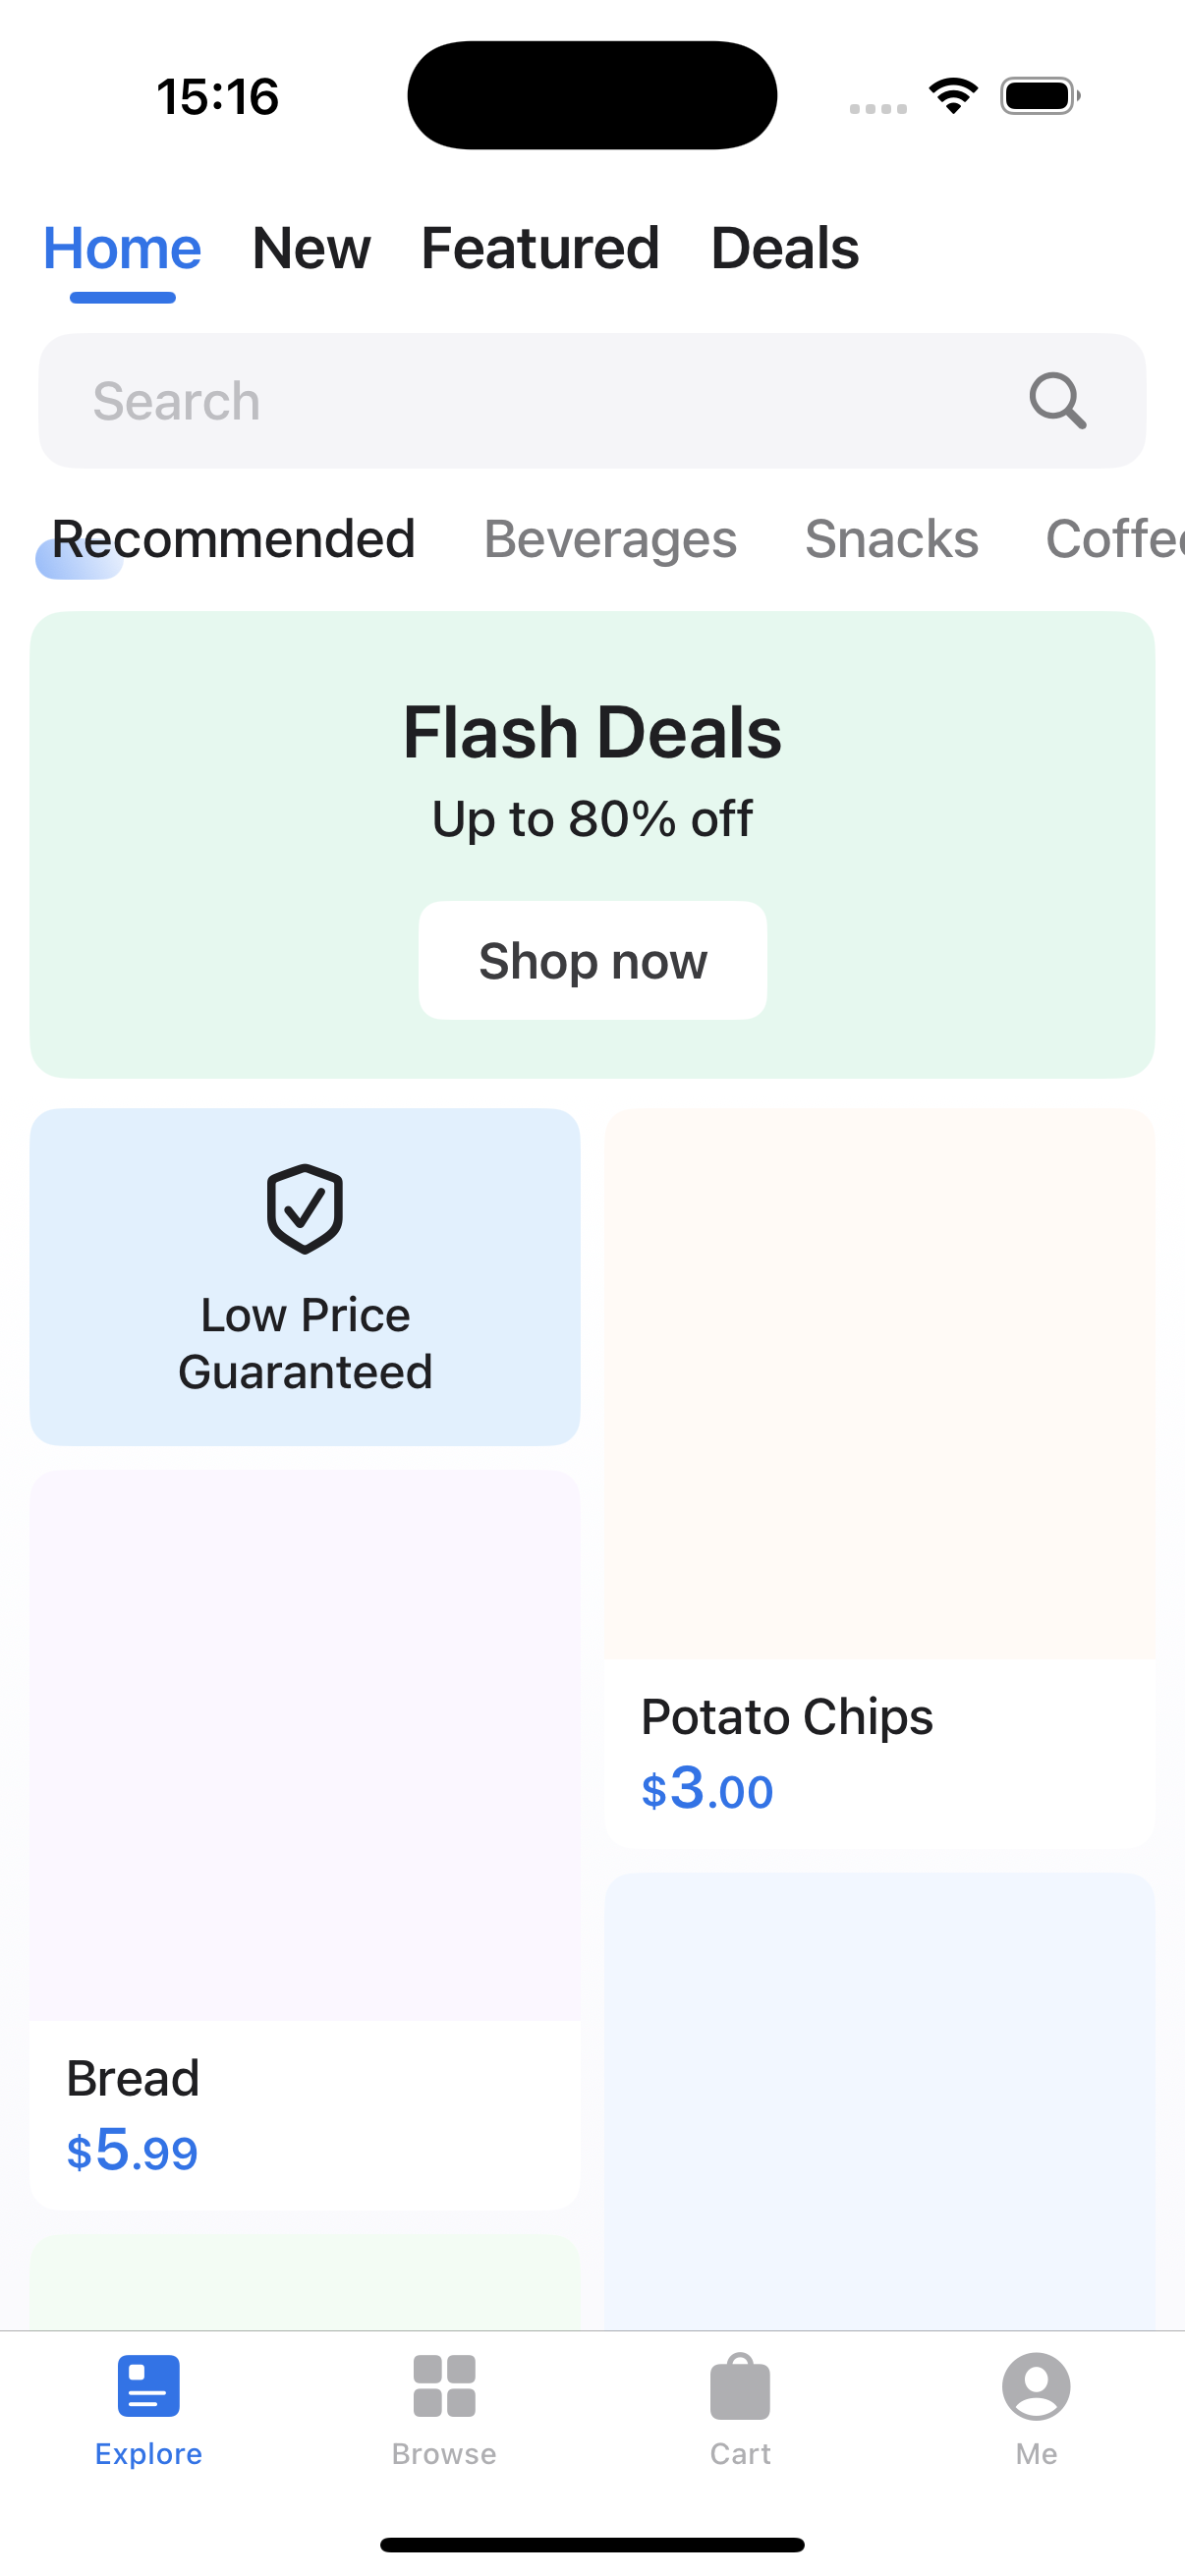 15:16
Home New Featured Deals
Search
Recommended Beverages Snacks Coffee
Flash Deals
Up to 80% off
Shop now
Low Price
Guaranteed
Potato Chips
$3.00
Bread
$5.99
Explore Browse Cart Me